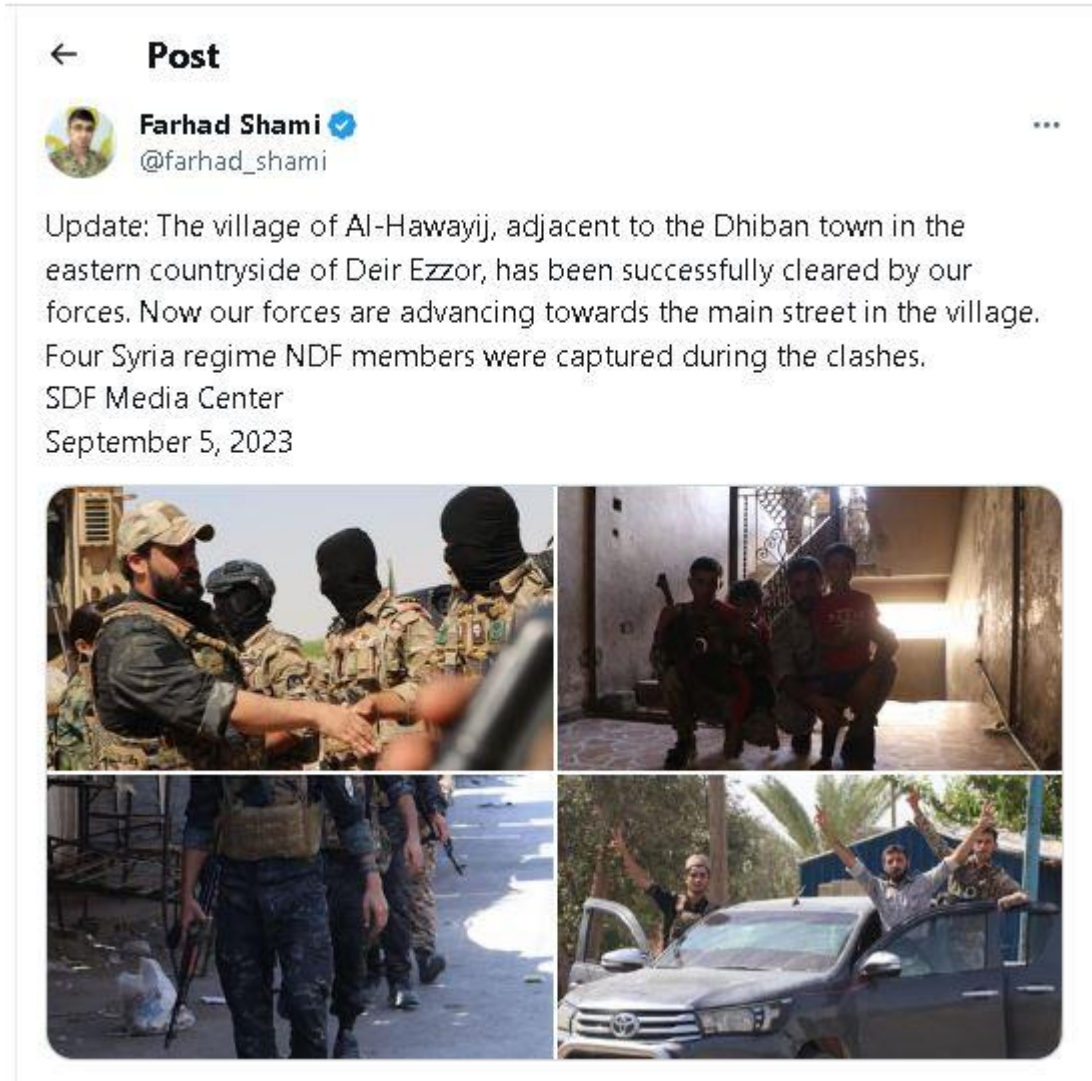 Post
Farhad Shami
@farhad_shami
Update: The village of Al-Hawayij, adjacent to the Dhiban town in the
eastern countryside of Deir Ezzor, has been successfully cleared by our
forces. Now our forces are advancing towards the main street in the village.
Four Syria regime NDF members were captured during the clashes.
SDF Media Center
September 5, 2023